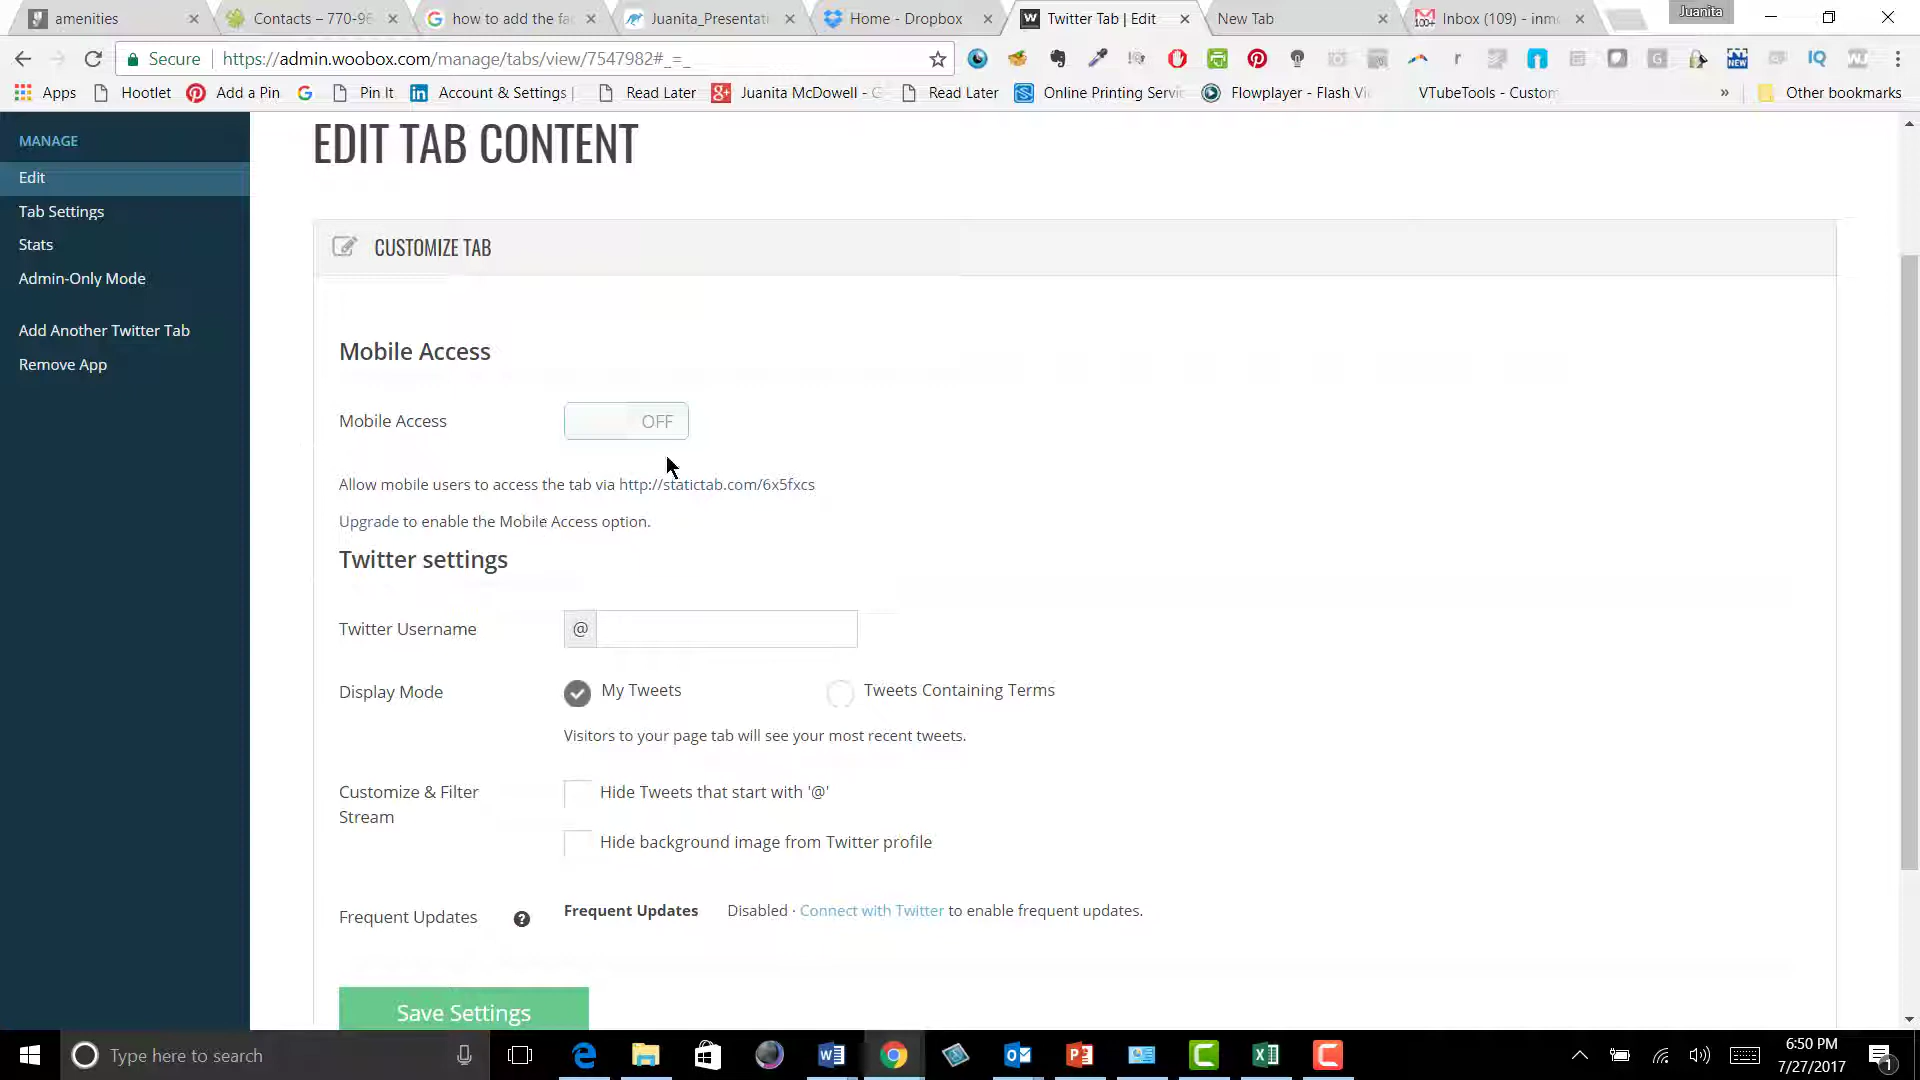 amenities
Contacts – 770-96
how to add the fa
Juanita_Presentati
Home - Dropbox
Twitter Tab | Edit
New Tab
Inbox (109) - inm
Juanita
Secure
https://admin.woobox.com/manage/tabs/view/7547982#_=_
Apps
Hootlet
Add a Pin
Pin It
Account & Settings |
Read Later
Juanita McDowell - G
Read Later
Online Printing Servi
Flowplayer - Flash Vi
VTubeTools - Custom
»
Other bookmarks
MANAGE
Edit
Tab Settings
Stats
Admin-Only Mode
Add Another Twitter Tab
Remove App
EDIT TAB CONTENT
CUSTOMIZE TAB
Mobile Access
Mobile Access
OFF
Allow mobile users to access the tab via http://statictab.com/6x5fxcs
Upgrade to enable the Mobile Access option.
Twitter settings
Twitter Username
@
Display Mode
My Tweets
Tweets Containing Terms
Visitors to your page tab will see your most recent tweets.
Customize & Filter
Stream
Hide Tweets that start with '@'
Hide background image from Twitter profile
Frequent Updates
Frequent Updates
Disabled · Connect with Twitter to enable frequent updates.
Save Settings
Type here to search
6:50 PM
7/27/2017
1